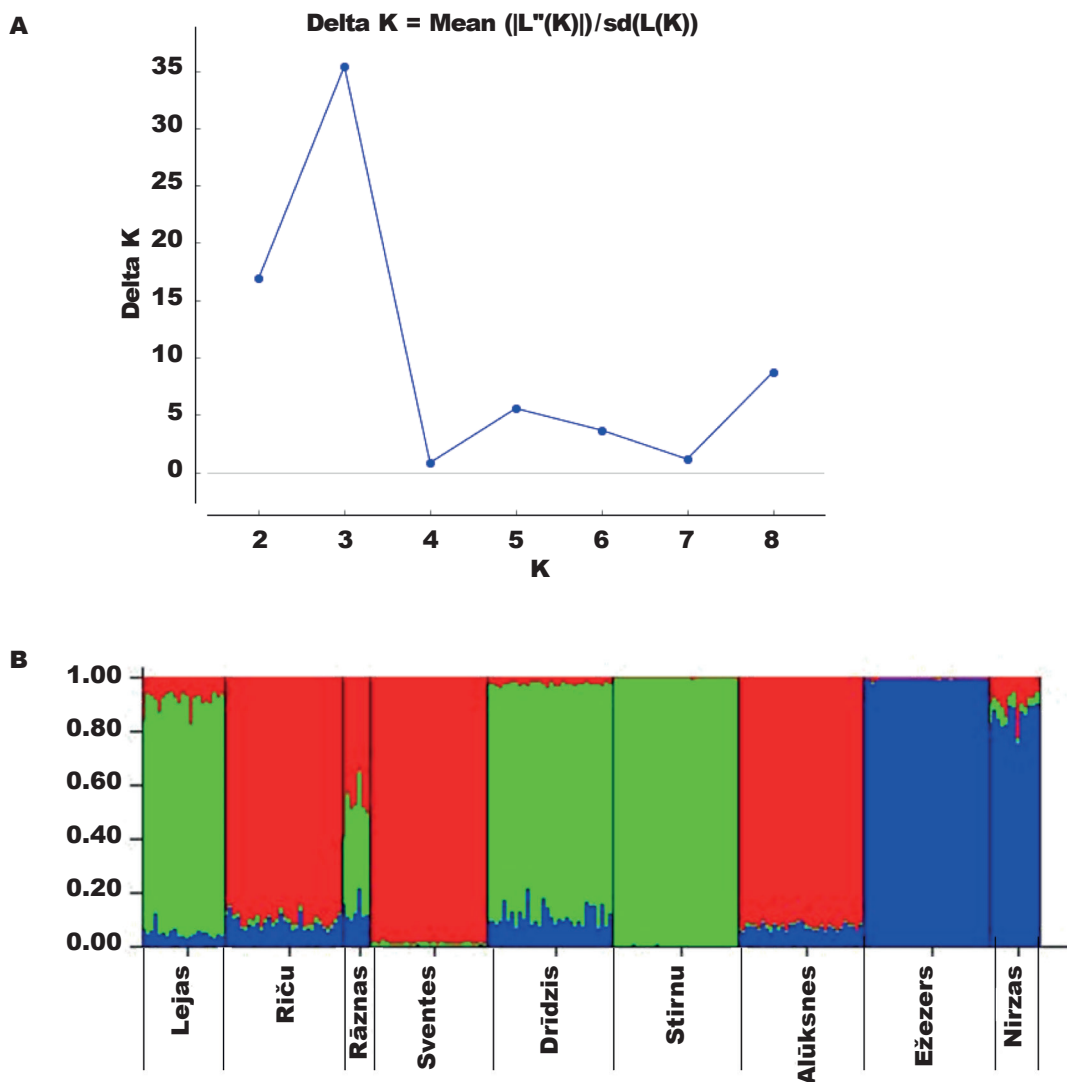 A
Delta K = Mean (|L"(K)|)/sd(L(K))
35
30
25
20
15
10
5
0
Delta K
2 3 4 5 6 7 8
K
B
1.00
0.80
0.60
0.40
0.20
0.00
Lejas
Riču
Rāznas
Sventes
Drīdzis
Stirnu
Alūksnes
Ežezers
Nirzas